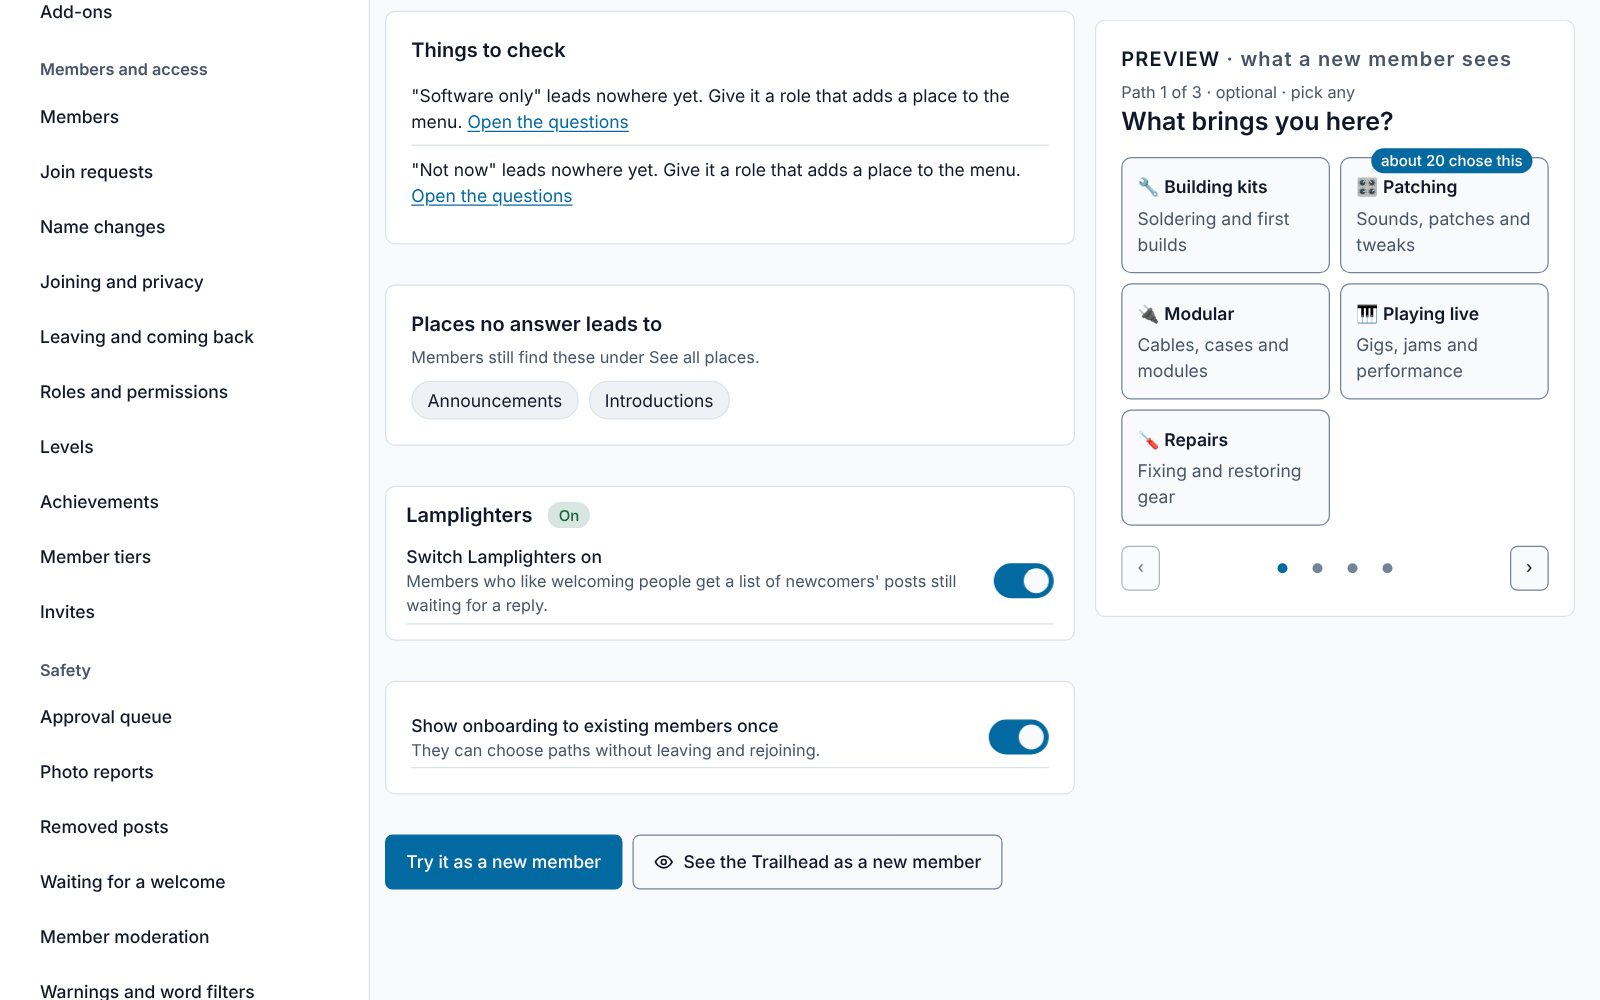 Add-ons
Members and access
Members
Join requests
Name changes
Joining and privacy
Leaving and coming back
Roles and permissions
Levels
Achievements
Member tiers
Invites
Safety
Approval queue
Photo reports
Removed posts
Waiting for a welcome
Member moderation
Warnings and word filters
Things to check
"Software only" leads nowhere yet. Give it a role that adds a place to the
menu. Open the questions
"Not now" leads nowhere yet. Give it a role that adds a place to the menu.
Open the questions
Places no answer leads to
Members still find these under See all places.
Announcements
Introductions
Lamplighters
On
Switch Lamplighters on
Members who like welcoming people get a list of newcomers' posts still
waiting for a reply.
Show onboarding to existing members once
They can choose paths without leaving and rejoining.
Try it as a new member
See the Trailhead as a new member
PREVIEW · what a new member sees
Path 1 of 3 · optional · pick any
What brings you here?
Building kits
Soldering and first
builds
about 20 chose this
Patching
Sounds, patches and
tweaks
Modular
Cables, cases and
modules
Playing live
Gigs, jams and
performance
Repairs
Fixing and restoring
gear